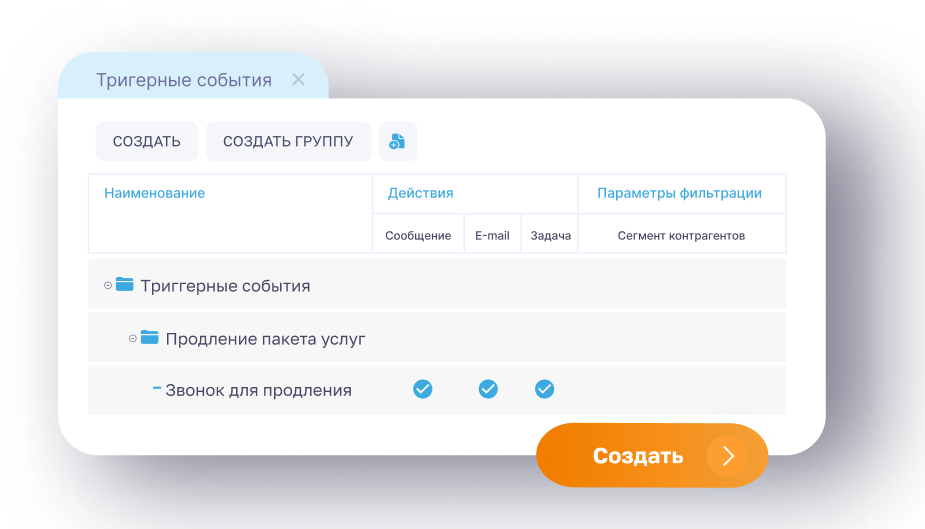 Тригерные события
СОЗДАТЬ СОЗДАТЬ ГРУППУ
Наименование Действия Параметры фильтрации
Сообщение E-mail Задача Сегмент контрагентов
Триггерные события
Продление пакета услуг
Звонок для продления
Создать